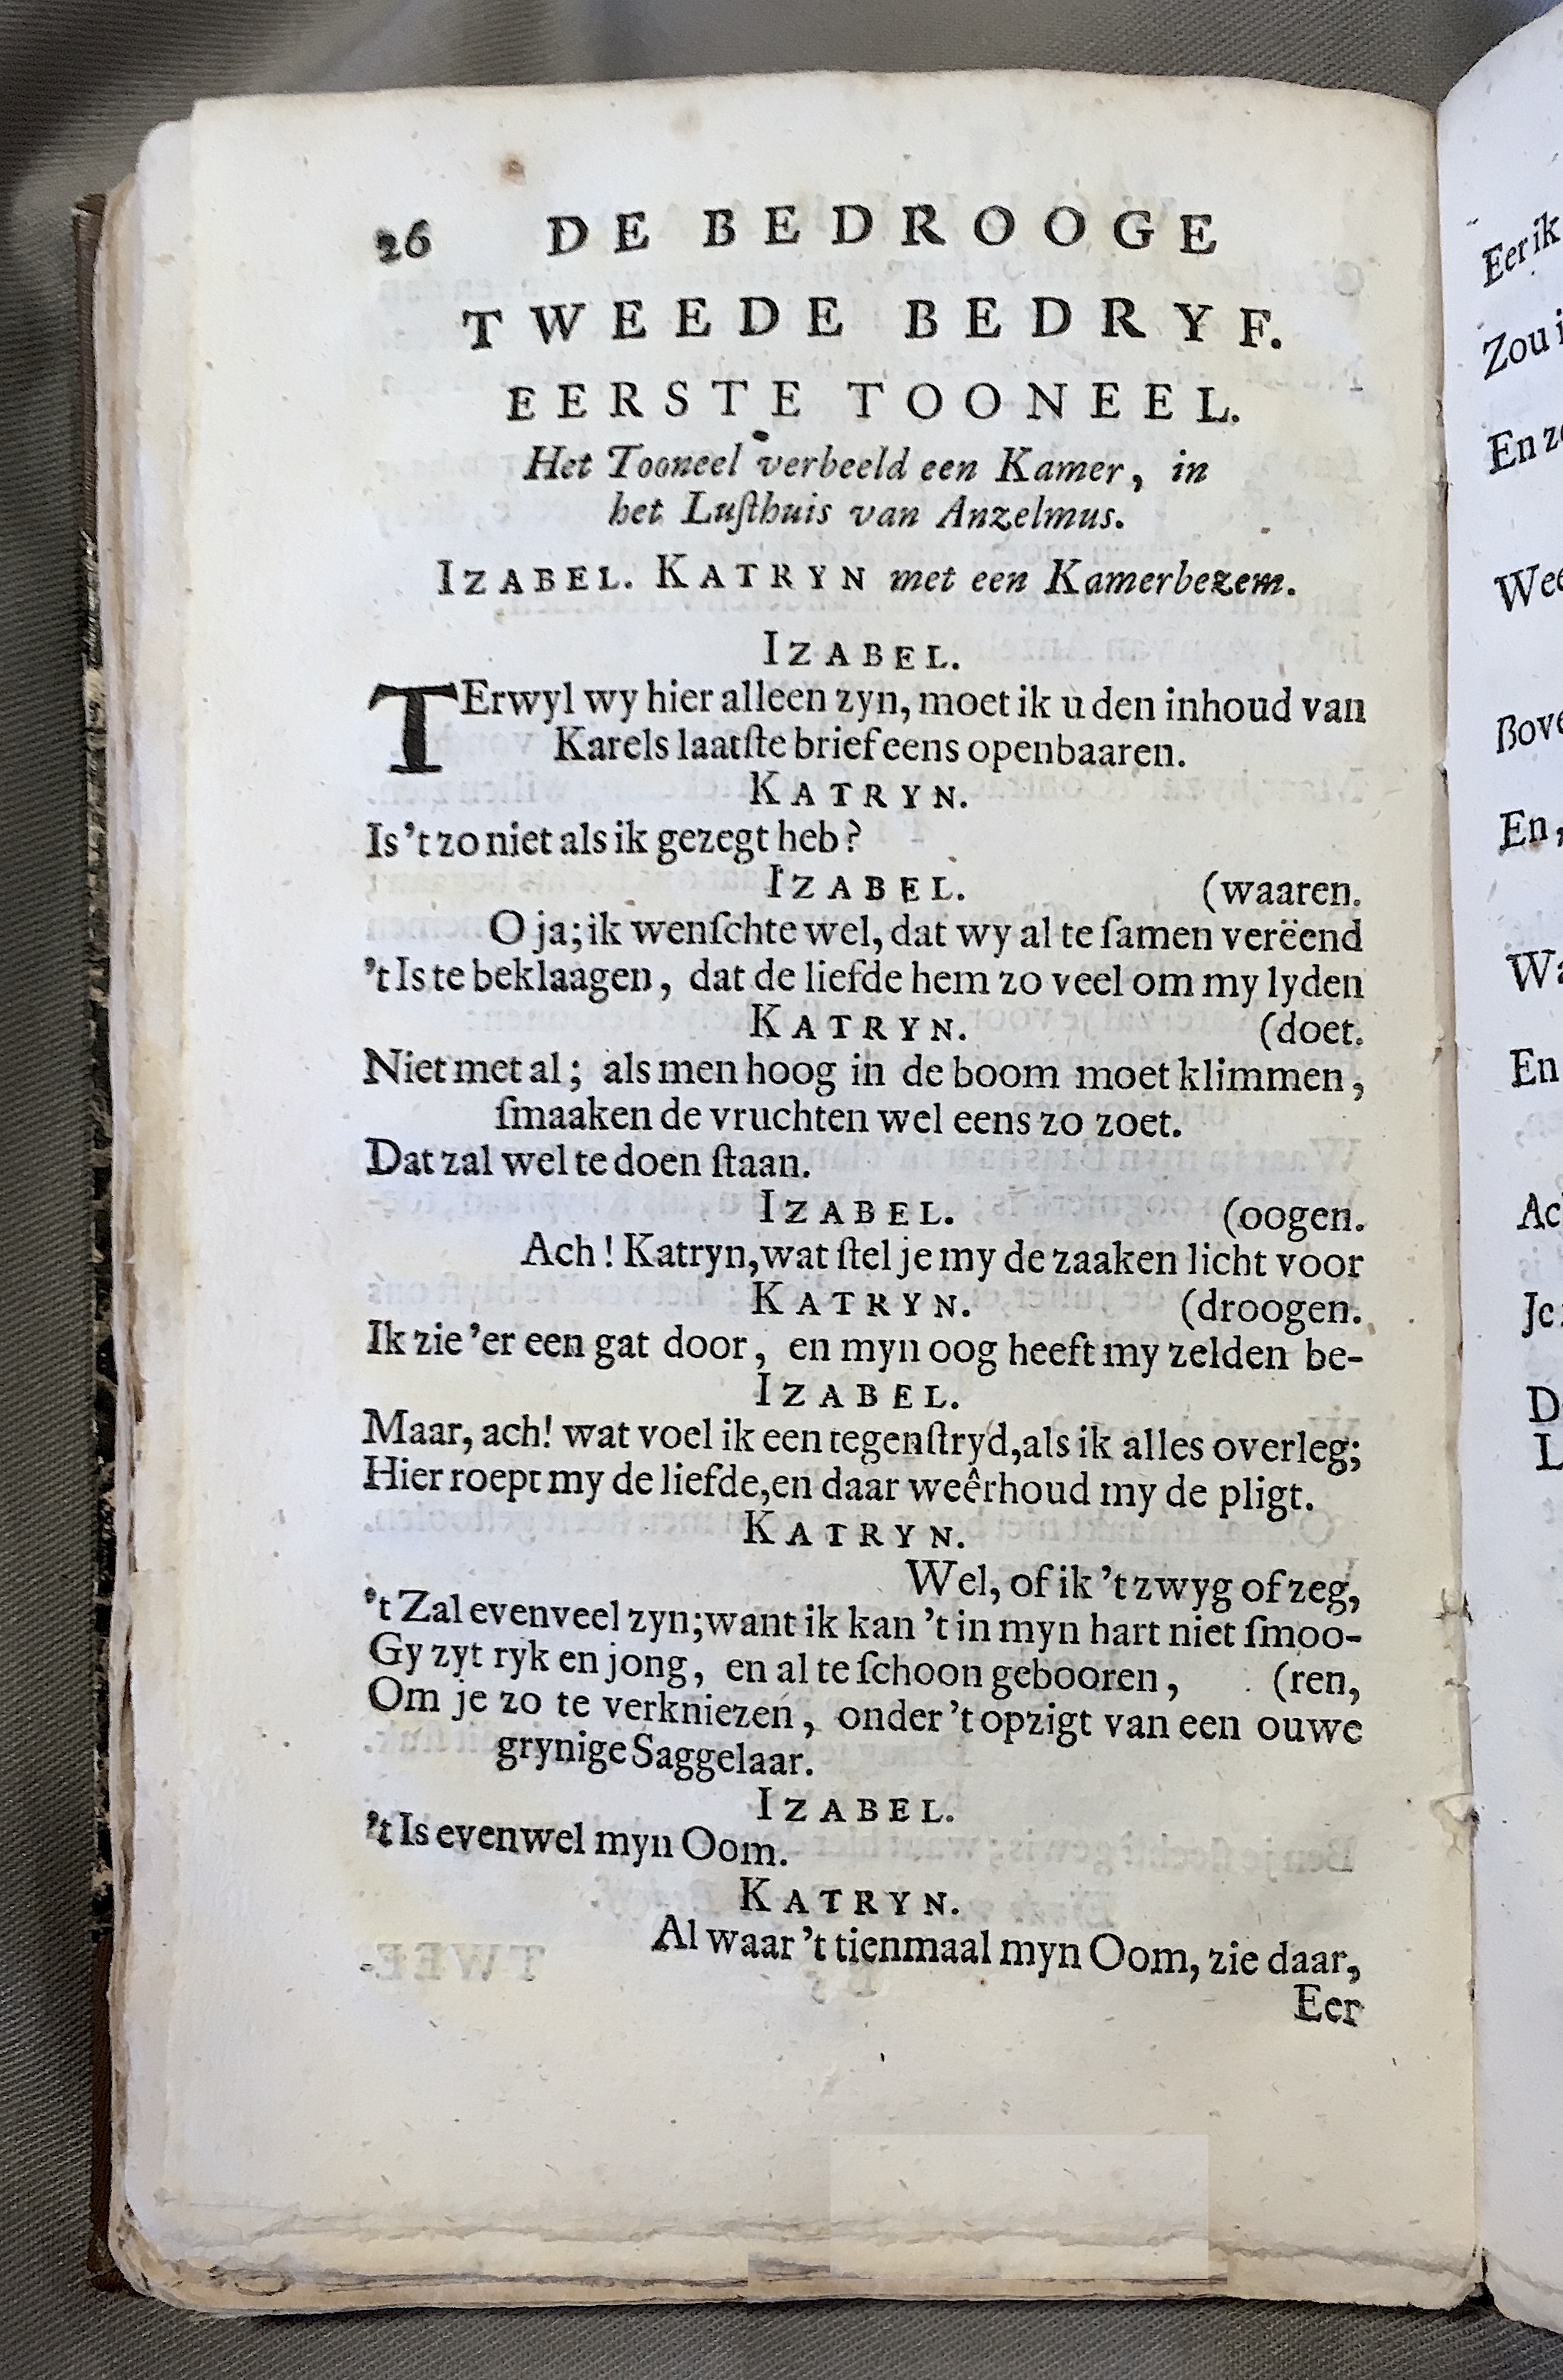 26 DE BEDROOGE
TWEEDE BEDRYF.
EERSTE TOONEEL.
Het Tooneel verbeeld een Kamer, in
het Luſthuis van Anzelmus.
IZABEL. KATRYN met een Kamerbezem.
IZABEL.
TErwyl wy hier alleen zyn, moet ik u den inhoud van
Karels laatſte brief eens openbaaren.
KATRYN.
Is 't zo niet als ik gezegt heb?
IZABEL. (waaren.
O ja; ik wenſchte wel, dat wy al te ſamen verëend
't Is te beklaagen, dat de liefde hem zo veel om my lyden
KATRYN. (doet.
Niet met al; als men hoog in de boom moet klimmen,
ſmaaken de vruchten wel eens zo zoet.
Dat zal wel te doen ſtaan.
IZABEL. (oogen.
Ach! Katryn, wat ſtel je my de zaaken licht voor
KATRYN. (droogen.
Ik zie 'er een gat door, en myn oog heeft my zelden be-
IZABEL.
Maar, ach! wat voel ik een tegenſtryd, als ik alles overleg;
Hier roept my de liefde, en daar weêrhoud my de pligt.
KATRYN.
Wel, of ik 't zwyg of zeg,
't Zal evenveel zyn; want ik kan 't in myn hart niet ſmoo-
Gy zyt ryk en jong, en al te ſchoon gebooren, (ren,
Om je zo te verkniezen, onder 't opzigt van een ouwe
grynige Saggelaar.
IZABEL.
't Is evenwel myn Oom.
KATRYN.
Al waar 't tienmaal myn Oom, zie daar,
Eer
Eer ik
Zou
En
Wee
Bove
En,
En
Ac
Je
D
L